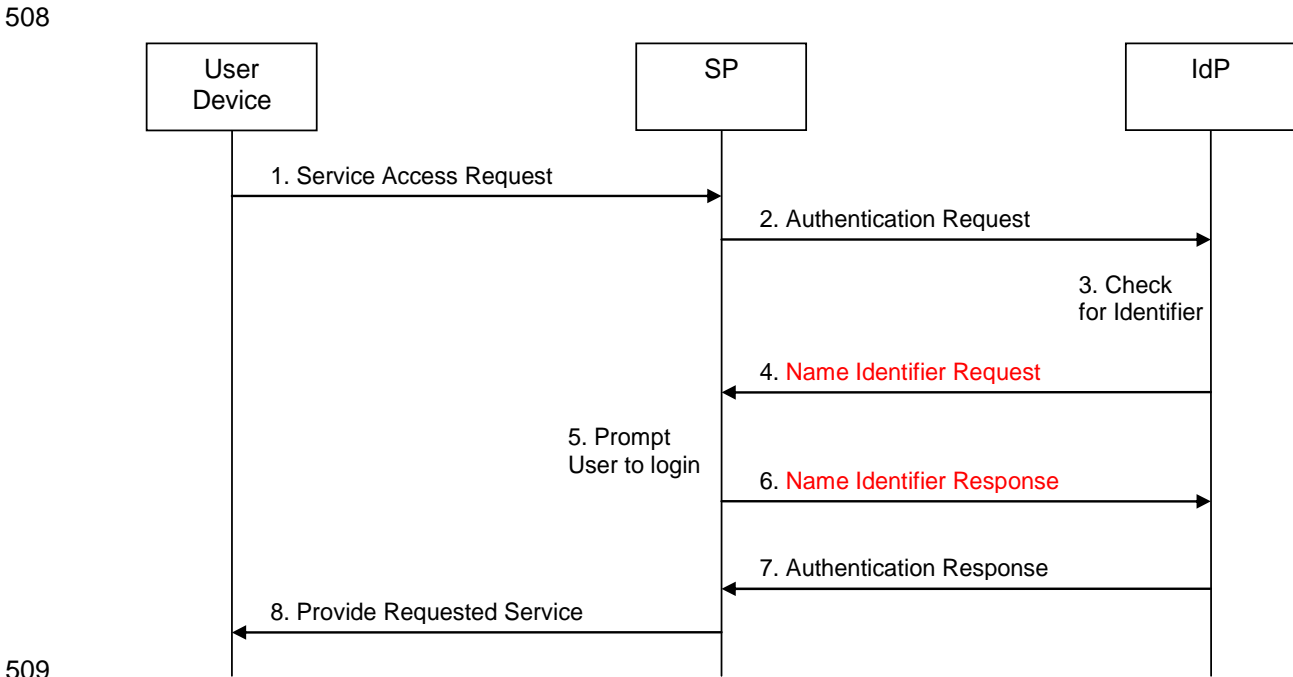 508
User
Device
SP
IdP
1. Service Access Request
2. Authentication Request
3. Check
for Identifier
4. Name Identifier Request
5. Prompt
User to login
6. Name Identifier Response
7. Authentication Response
8. Provide Requested Service
509